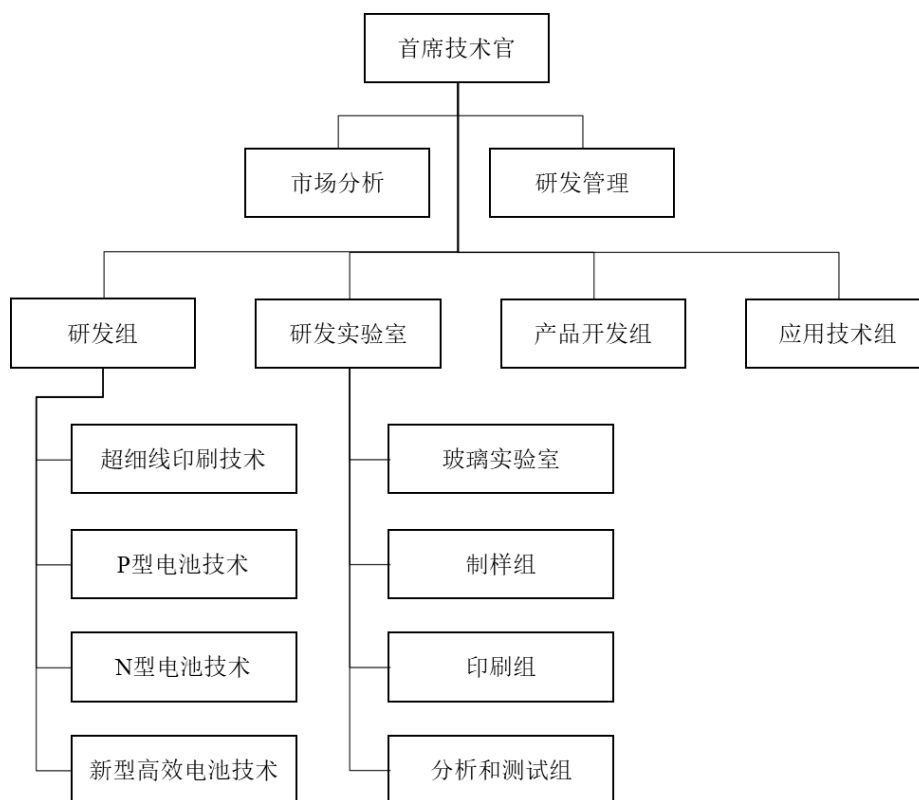 首席技术官
市场分析
研发管理
研发组
研发实验室
产品开发组
应用技术组
超细线印刷技术
玻璃实验室
P型电池技术
制样组
N型电池技术
印刷组
新型高效电池技术
分析和测试组